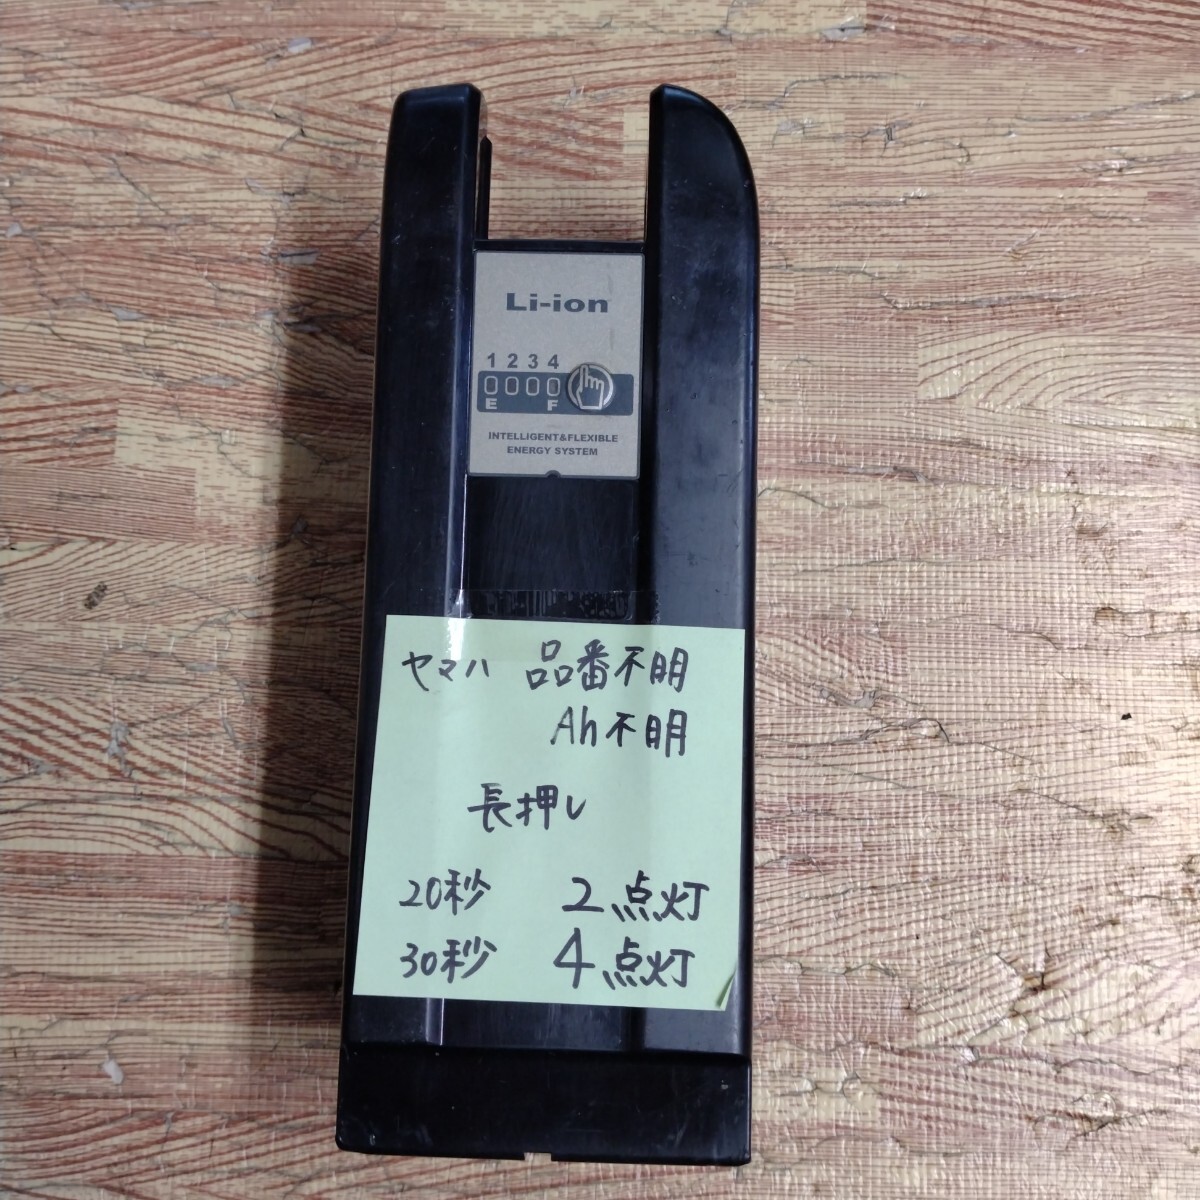 Li-ion
1 2 3 4
E F
INTELLIGENT&FLEXIBLE
ENERGY SYSTEM
ヤマハ 品番不明
Ah不明
長押し
20秒 2点灯
30秒 4点灯